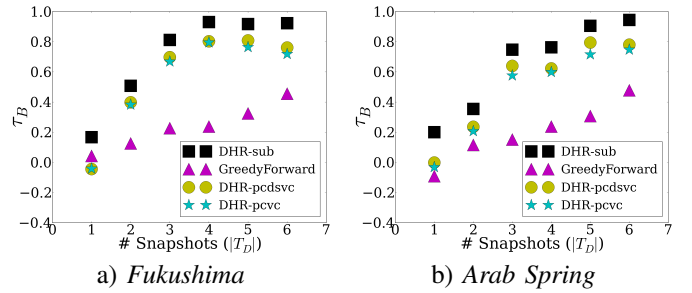 1.0
0.8
0.6
0.4
0.2
0.0
−0.2
−0.4
τB
0 1 2 3 4 5 6 7
# Snapshots (|TD|)
DHR-sub
GreedyForward
DHR-pcdsvc
DHR-pcvc
a) Fukushima
1.0
0.8
0.6
0.4
0.2
0.0
−0.2
−0.4
τB
0 1 2 3 4 5 6 7
# Snapshots (|TD|)
DHR-sub
GreedyForward
DHR-pcdsvc
DHR-pcvc
b) Arab Spring